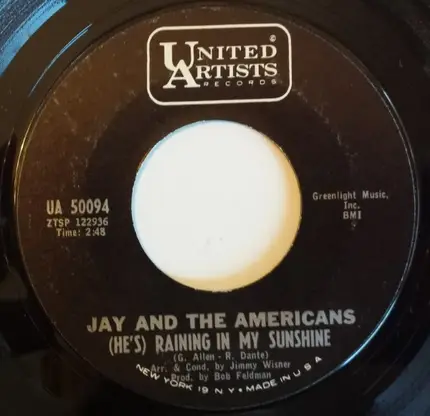 UNITED
ARTISTS
RECORDS
©
UA 50094
ZTSP 122936
Time: 2:48
Greenlight Music,
Inc.
BMI
JAY AND THE AMERICANS
(HE'S) RAINING IN MY SUNSHINE
(G. Allen - R. Dante)
Arr. & Cond. by Jimmy Wisner
Prod. by Bob Feldman
NEW YORK 19 N Y • MADE IN U S A